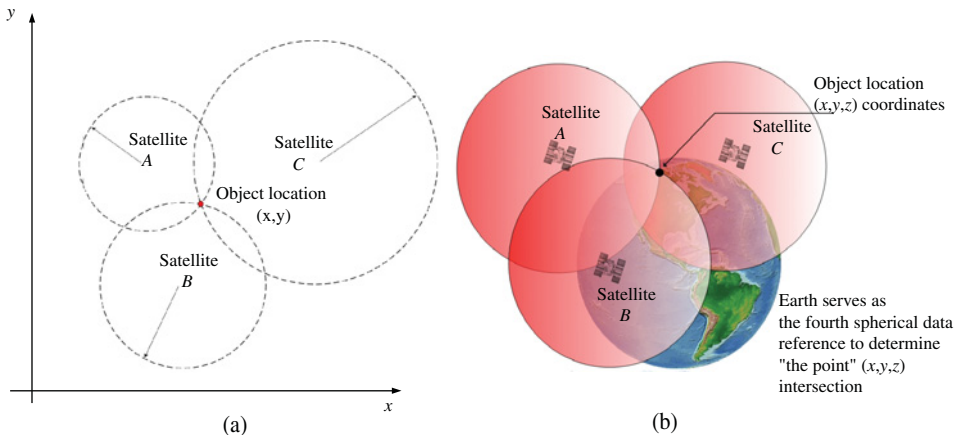 y
Satellite
A
Satellite
C
Object location
(x,y)
Satellite
B
x
(a)
Object location
(x,y,z) coordinates
Satellite
A
Satellite
C
Satellite
B
Earth serves as
the fourth spherical data
reference to determine
"the point" (x,y,z)
intersection
(b)